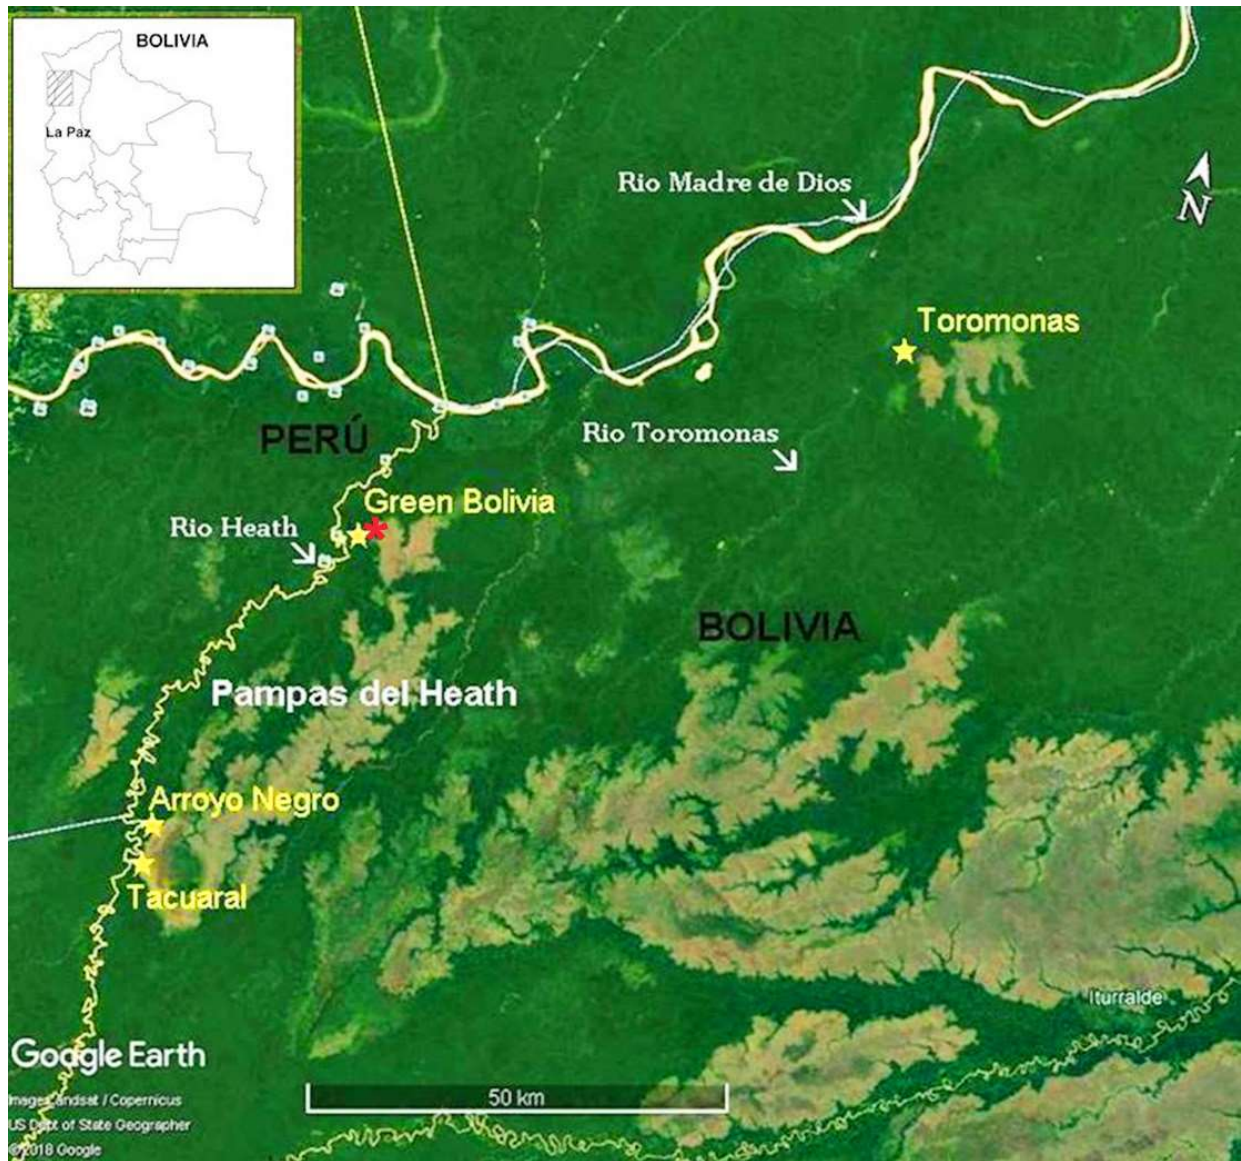 BOLIVIA
La Paz
Rio Madre de Dios
N
Toromonas
PERÚ
Rio Toromonas
Green Bolivia
*
Rio Heath
BOLIVIA
Pampas del Heath
Arroyo Negro
Tacuaral
Iturralde
Google Earth
Image Landsat / Copernicus
US Dept of State Geographer
©2018 Google
50 km